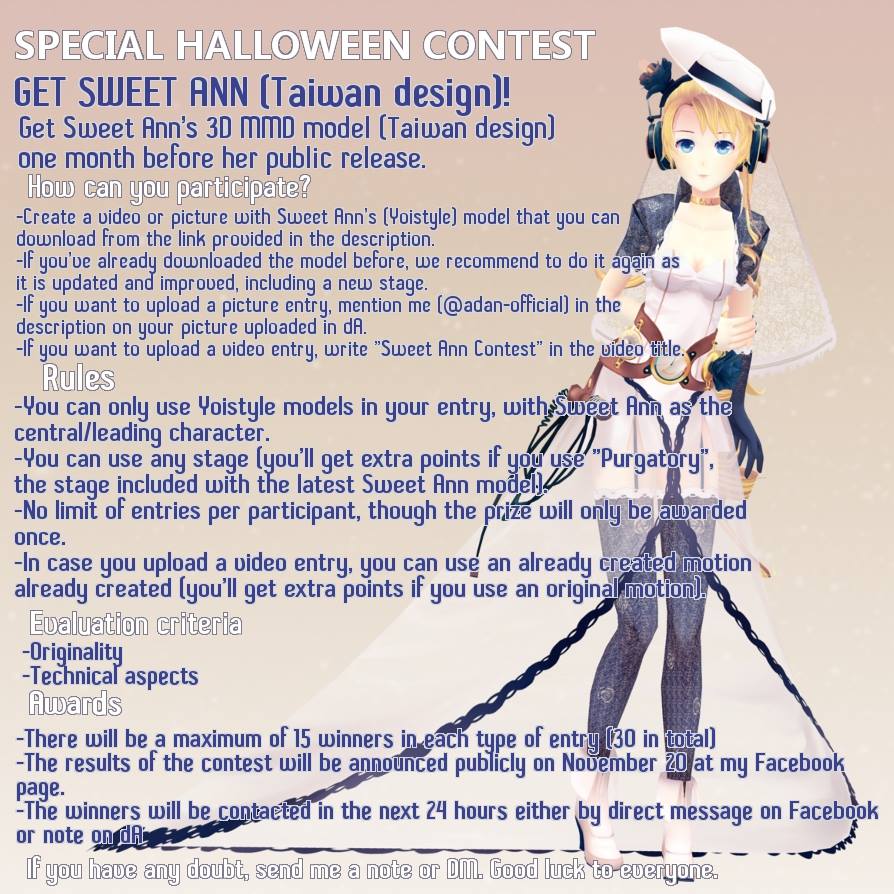 SPECIAL HALLOWEEN CONTEST
GET SWEET ANN (Taiwan design)!
Get Sweet Ann's 3D MMD model (Taiwan design)
one month before her public release.
How can you participate?
-Create a video or picture with Sweet Ann's (Yoistyle) model that you can
download from the link provided in the description.
-If you've already downloaded the model before, we recommend to do it again as
it is updated and improved, including a new stage.
-If you want to upload a picture entry, mention me (@adan-official) in the
description on your picture uploaded in dA.
-If you want to upload a video entry, write "Sweet Ann Contest" in the video title.
Rules
-You can only use Yoistyle models in your entry, with Sweet Ann as the
central/leading character.
-You can use any stage (you'll get extra points if you use "Purgatory",
the stage included with the latest Sweet Ann model).
-No limit of entries per participant, though the prize will only be awarded
once.
-In case you upload a video entry, you can use an already created motion
already created (you'll get extra points if you use an original motion).
Evaluation criteria
-Originality
-Technical aspects
Awards
-There will be a maximum of 15 winners in each type of entry (30 in total)
-The results of the contest will be announced publicly on November 20 at my Facebook
page.
-The winners will be contacted in the next 24 hours either by direct message on Facebook
or note on dA
If you have any doubt, send me a note or DM. Good luck to everyone.